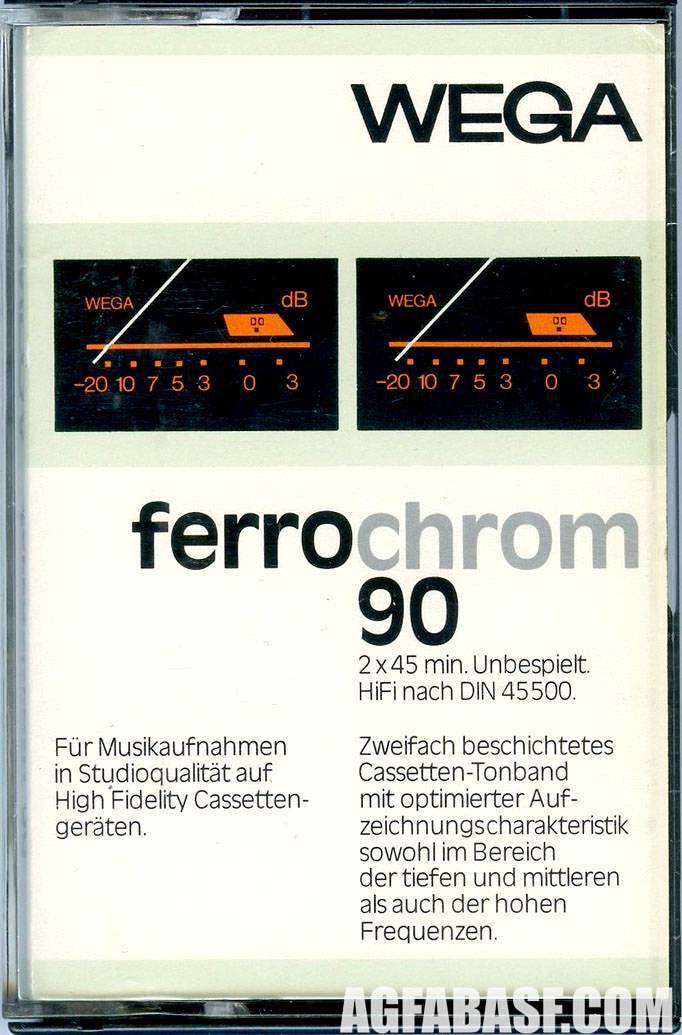 WEGA
WEGA dB
-20 10 7 5 3 0 3
WEGA dB
-20 10 7 5 3 0 3
ferrochrom
90
2 x 45 min. Unbespielt.
HiFi nach DIN 45500.
Für Musikaufnahmen
in Studioqualität auf
High Fidelity Cassetten-
geräten.
Zweifach beschichtetes
Cassetten-Tonband
mit optimierter Auf-
zeichnungscharakteristik
sowohl im Bereich
der tiefen und mittleren
als auch der hohen
Frequenzen.
AGFABASF.COM